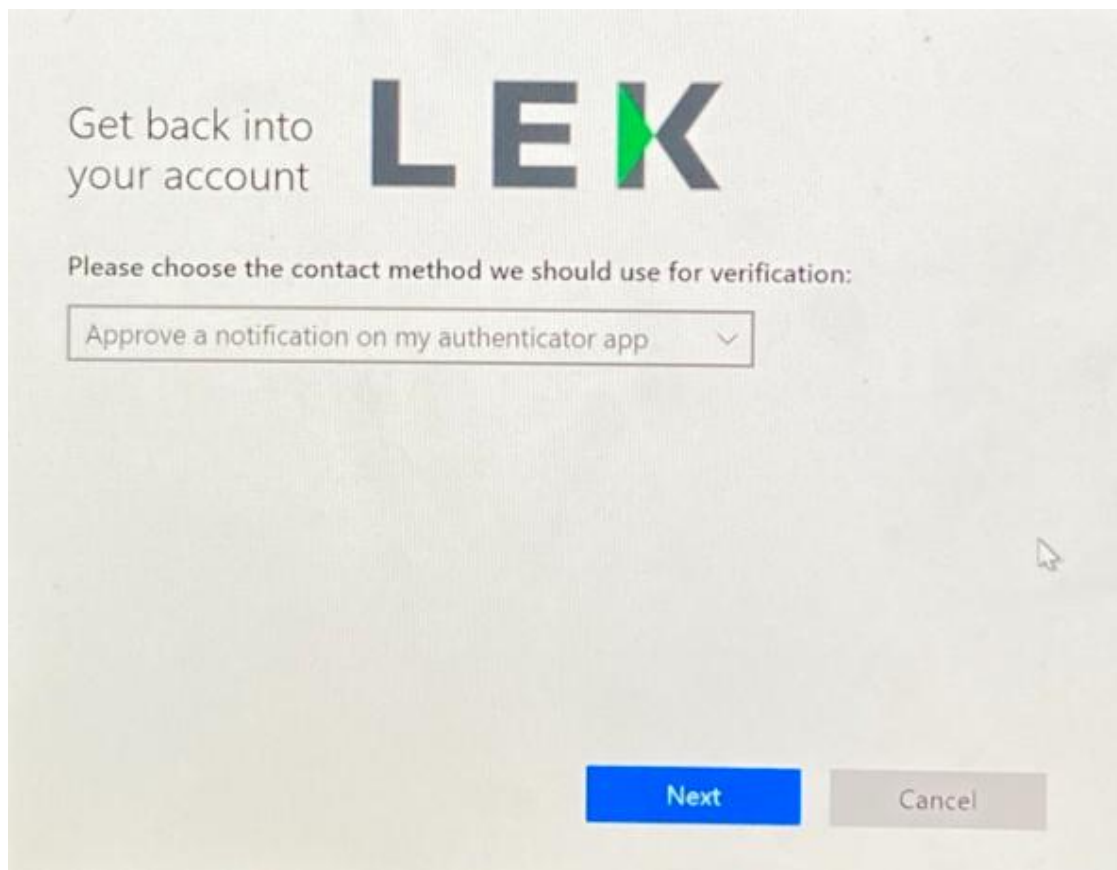 Get back into
your account
LEK
Please choose the contact method we should use for verification:
Approve a notification on my authenticator app
Next
Cancel